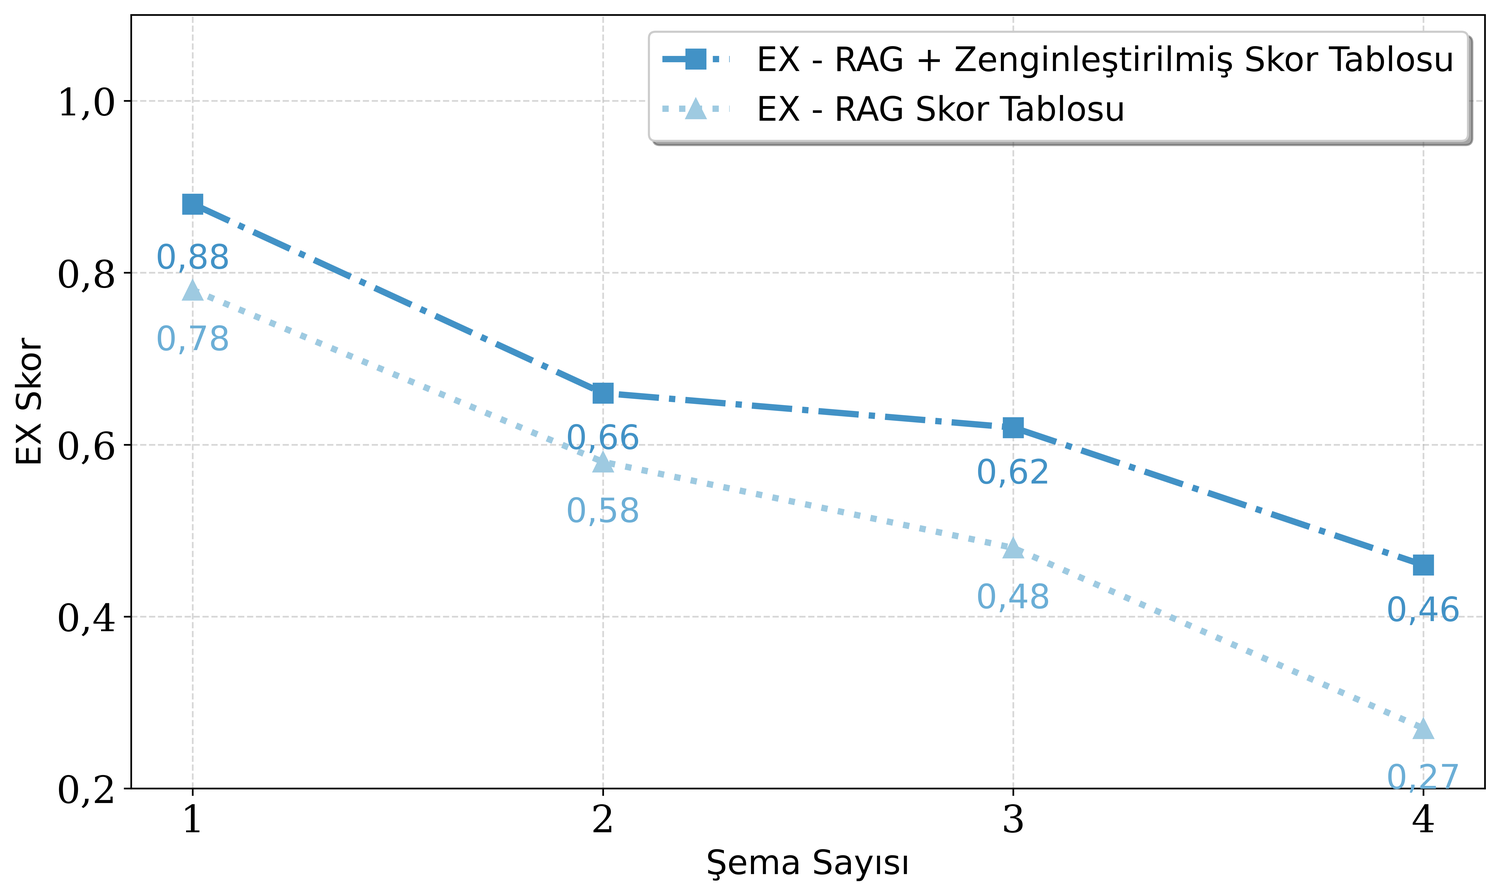 EX - RAG + Zenginleştirilmiş Skor Tablosu
EX - RAG Skor Tablosu
EX Skor
1,0
0,8
0,6
0,4
0,2
0,88
0,78
0,66
0,58
0,62
0,48
0,46
0,27
1 2 3 4
Şema Sayısı